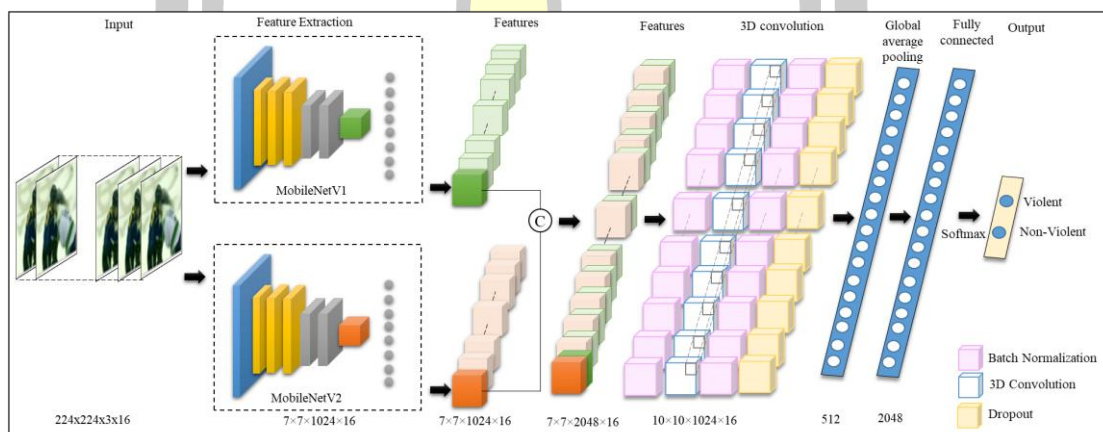 Input
Feature Extraction
Features
Features
3D convolution
Global
average
pooling
Fully
connected
Output
MobileNetV1
C
Violent
Softmax
Non-Violent
MobileNetV2
Batch Normalization
3D Convolution
Dropout
224x224x3x16
7×7×1024×16
7×7×1024×16
7×7×2048×16
10×10×1024×16
512
2048